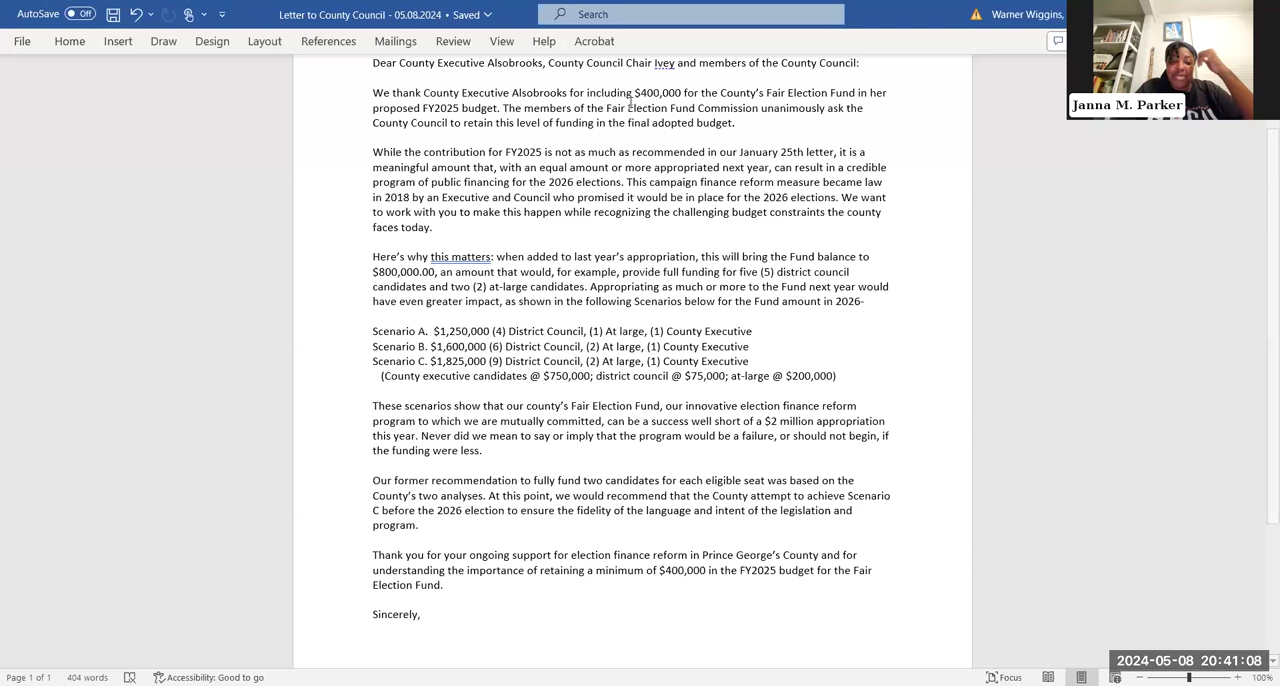 AutoSave Off Letter to County Council - 05.08.2024 • Saved Search Warner Wiggins,
File Home Insert Draw Design Layout References Mailings Review View Help Acrobat
Janna M. Parker
Dear County Executive Alsobrooks, County Council Chair Ivey and members of the County Council:
We thank County Executive Alsobrooks for including $400,000 for the County's Fair Election Fund in her
proposed FY2025 budget. The members of the Fair Election Fund Commission unanimously ask the
County Council to retain this level of funding in the final adopted budget.
While the contribution for FY2025 is not as much as recommended in our January 25th letter, it is a
meaningful amount that, with an equal amount or more appropriated next year, can result in a credible
program of public financing for the 2026 elections. This campaign finance reform measure became law
in 2018 by an Executive and Council who promised it would be in place for the 2026 elections. We want
to work with you to make this happen while recognizing the challenging budget constraints the county
faces today.
Here's why this matters: when added to last year's appropriation, this will bring the Fund balance to
$800,000.00, an amount that would, for example, provide full funding for five (5) district council
candidates and two (2) at-large candidates. Appropriating as much or more to the Fund next year would
have even greater impact, as shown in the following Scenarios below for the Fund amount in 2026-
Scenario A. $1,250,000 (4) District Council, (1) At large, (1) County Executive
Scenario B. $1,600,000 (6) District Council, (2) At large, (1) County Executive
Scenario C. $1,825,000 (9) District Council, (2) At large, (1) County Executive
(County executive candidates @ $750,000; district council @ $75,000; at-large @ $200,000)
These scenarios show that our county's Fair Election Fund, our innovative election finance reform
program to which we are mutually committed, can be a success well short of a $2 million appropriation
this year. Never did we mean to say or imply that the program would be a failure, or should not begin, if
the funding were less.
Our former recommendation to fully fund two candidates for each eligible seat was based on the
County's two analyses. At this point, we would recommend that the County attempt to achieve Scenario
C before the 2026 election to ensure the fidelity of the language and intent of the legislation and
program.
Thank you for your ongoing support for election finance reform in Prince George's County and for
understanding the importance of retaining a minimum of $400,000 in the FY2025 budget for the Fair
Election Fund.
Sincerely,
2024-05-08 20:41:08
Page 1 of 1 404 words Accessibility: Good to go Focus 100%